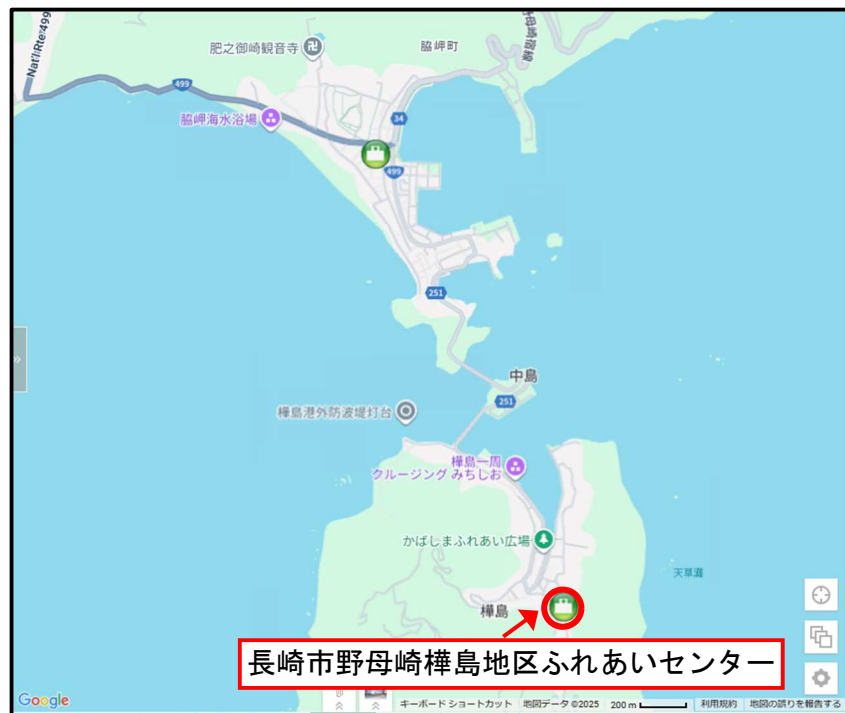 Nat'l Rte 499
肥之御崎観音寺
脇岬町
野母崎宿線
499
脇岬海水浴場
34
499
251
中島
251
樺島港外防波堤灯台
樺島一周
クルージング みちしお
かばしまふれあい広場
天草灘
樺島
長崎市野母崎樺島地区ふれあいセンター
Google
キーボード ショートカット
地図データ ©2025
200 m
利用規約
地図の誤りを報告する